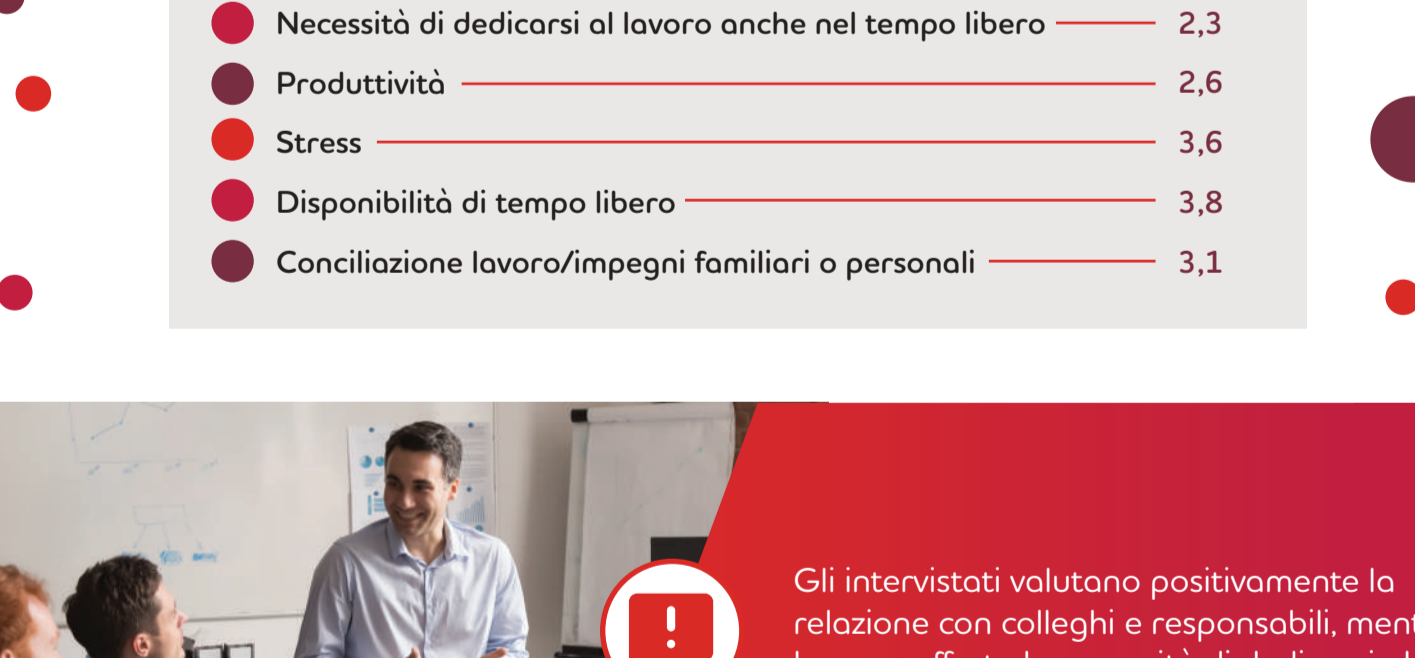 Necessità di dedicarsi al lavoro anche nel tempo libero 2,3
Produttività 2,6
Stress 3,6
Disponibilità di tempo libero 3,8
Conciliazione lavoro/impegni familiari o personali 3,1
!
Gli intervistati valutano positivamente la
relazione con colleghi e responsabili,